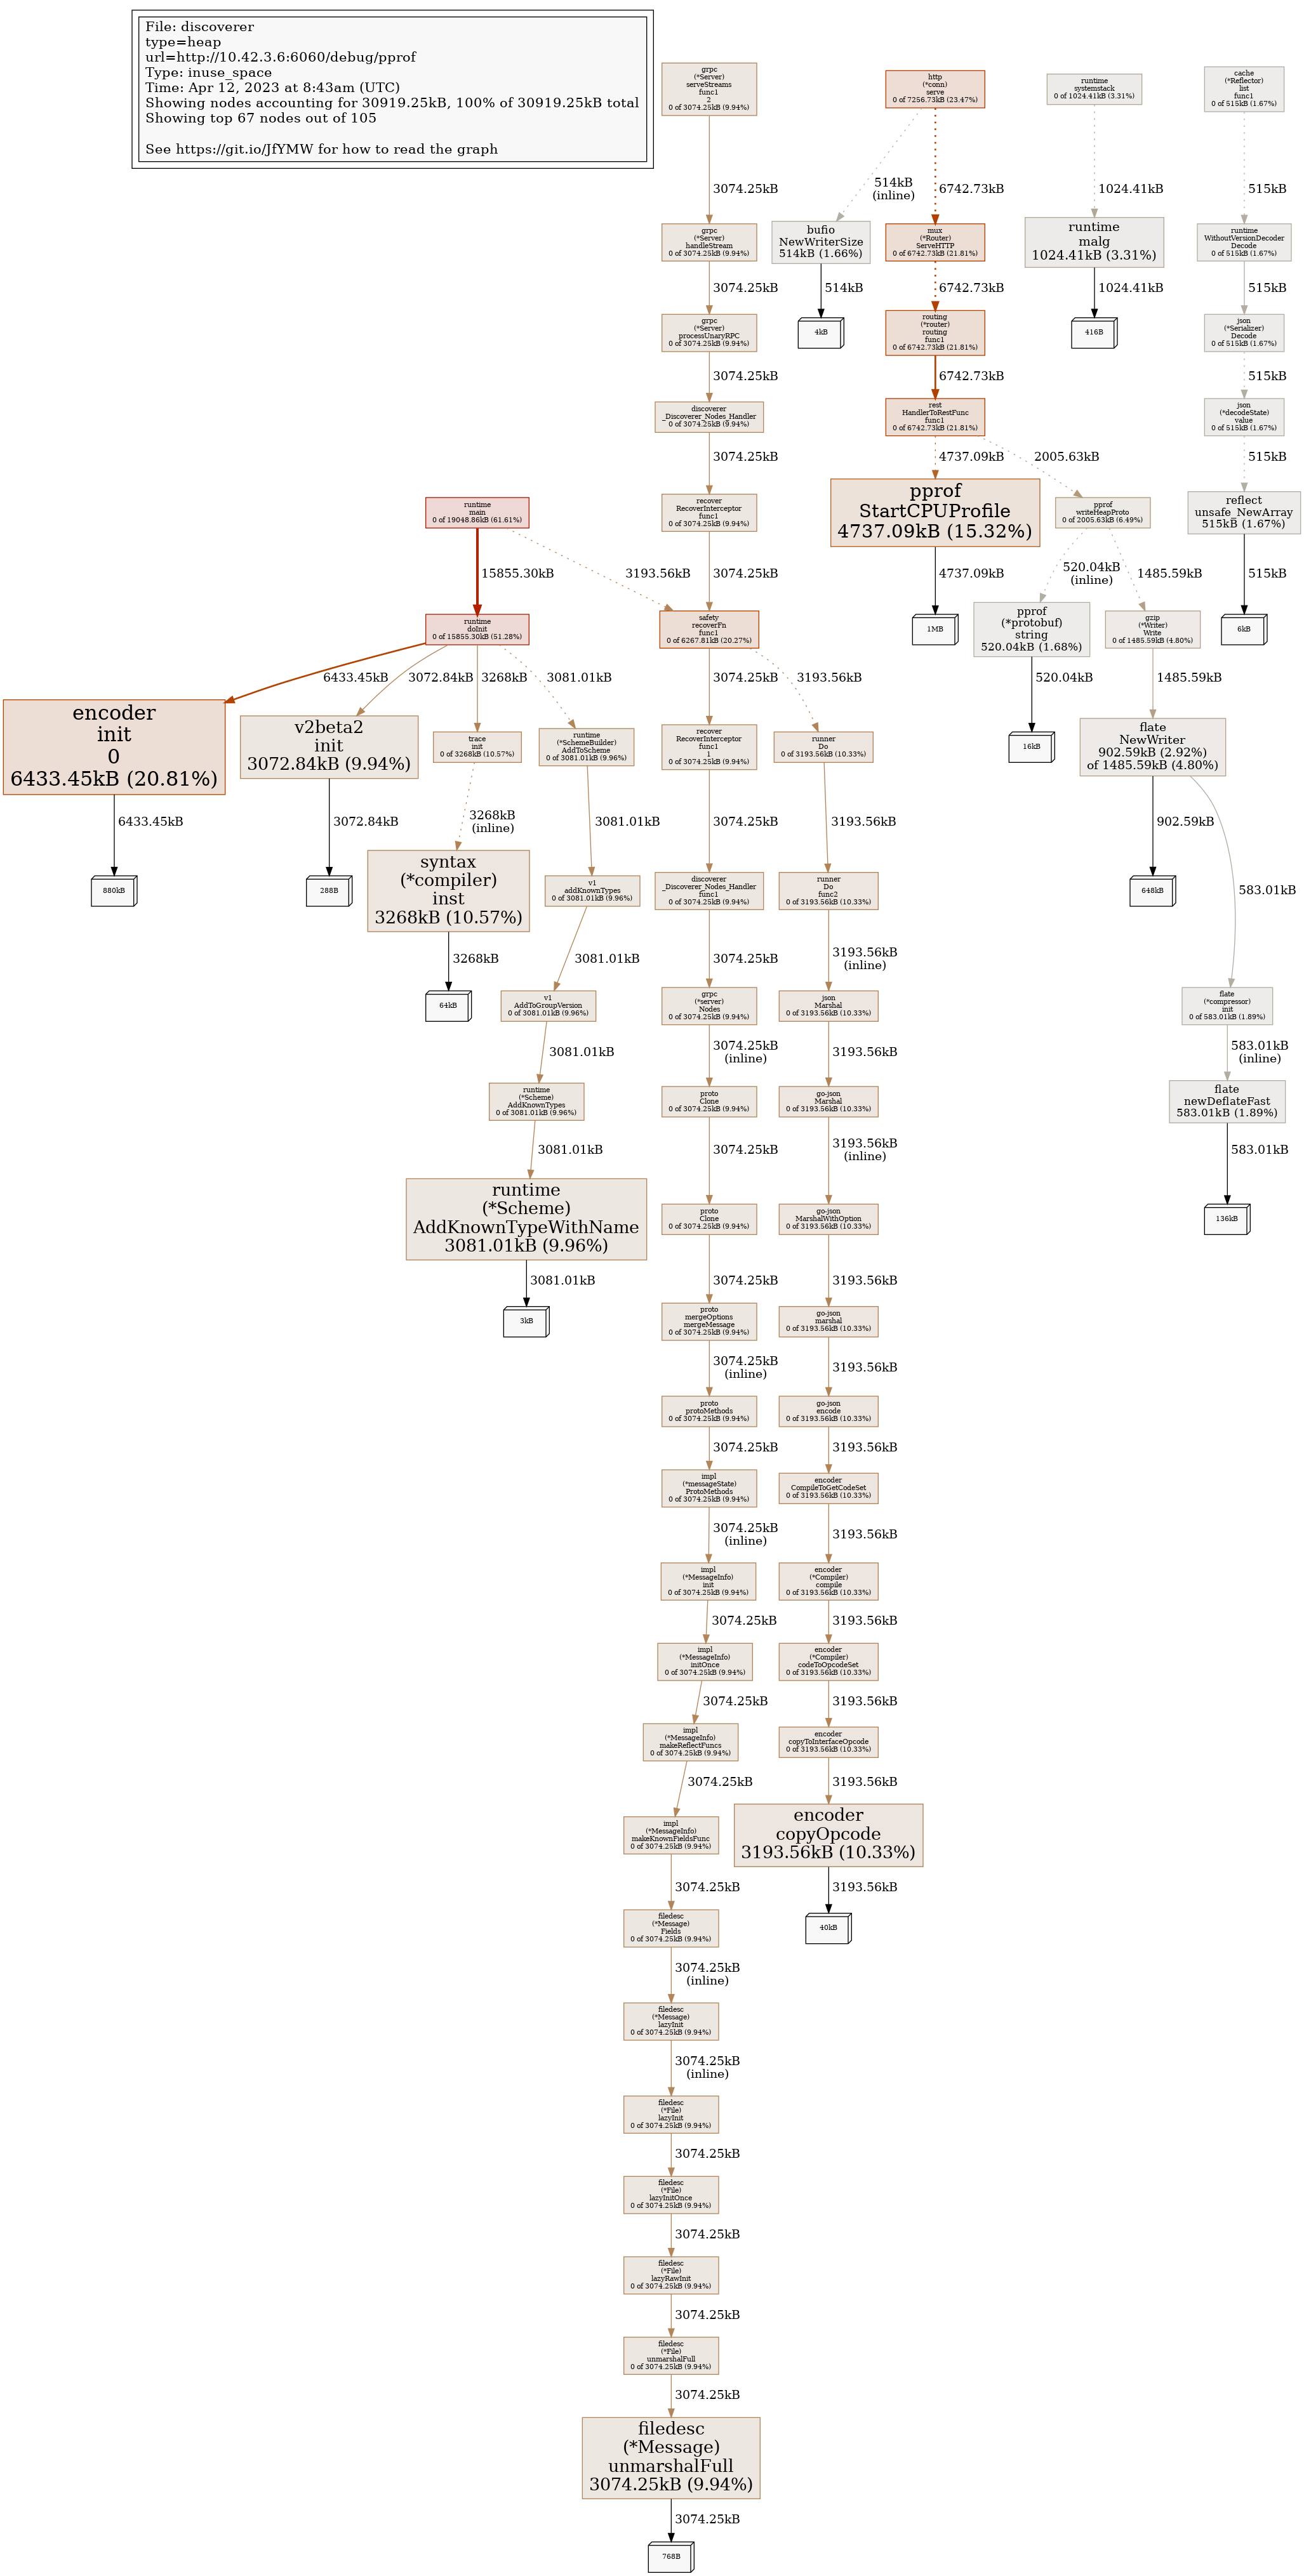 File: discoverer
type=heap
url=http://10.42.3.6:6060/debug/pprof
Type: inuse_space
Time: Apr 12, 2023 at 8:43am (UTC)
Showing nodes accounting for 30919.25kB, 100% of 30919.25kB total
Showing top 67 nodes out of 105
See https://git.io/JfYMW for how to read the graph
grpc
(*Server)
serveStreams
func1
2
0 of 3074.25kB (9.94%)
http
(*conn)
serve
0 of 7256.73kB (23.47%)
runtime
systemstack
0 of 1024.41kB (3.31%)
cache
(*Reflector)
list
func1
0 of 515kB (1.67%)
3074.25kB
514kB
(inline)
6742.73kB
1024.41kB
515kB
grpc
(*Server)
handleStream
0 of 3074.25kB (9.94%)
bufio
NewWriterSize
514kB (1.66%)
mux
(*Router)
ServeHTTP
0 of 6742.73kB (21.81%)
runtime
malg
1024.41kB (3.31%)
runtime
WithoutVersionDecoder
Decode
0 of 515kB (1.67%)
3074.25kB
514kB
6742.73kB
1024.41kB
515kB
grpc
(*Server)
processUnaryRPC
0 of 3074.25kB (9.94%)
4kB
routing
(*router)
routing
func1
0 of 6742.73kB (21.81%)
416B
json
(*Serializer)
Decode
0 of 515kB (1.67%)
3074.25kB
6742.73kB
515kB
discoverer
_Discoverer_Nodes_Handler
0 of 3074.25kB (9.94%)
rest
HandlerToRestFunc
func1
0 of 6742.73kB (21.81%)
json
(*decodeState)
value
0 of 515kB (1.67%)
3074.25kB
4737.09kB
2005.63kB
515kB
runtime
main
0 of 19048.86kB (61.61%)
recover
RecoverInterceptor
func1
0 of 3074.25kB (9.94%)
pprof
StartCPUProfile
4737.09kB (15.32%)
pprof
writeHeapProto
0 of 2005.63kB (6.49%)
reflect
unsafe_NewArray
515kB (1.67%)
15855.30kB
3193.56kB
3074.25kB
4737.09kB
520.04kB
(inline)
1485.59kB
515kB
runtime
doInit
0 of 15855.30kB (51.28%)
safety
recoverFn
func1
0 of 6267.81kB (20.27%)
1MB
pprof
(*protobuf)
string
520.04kB (1.68%)
gzip
(*Writer)
Write
0 of 1485.59kB (4.80%)
6kB
6433.45kB
3072.84kB
3268kB
3081.01kB
3074.25kB
3193.56kB
520.04kB
1485.59kB
encoder
init
0
6433.45kB (20.81%)
v2beta2
init
3072.84kB (9.94%)
trace
init
0 of 3268kB (10.57%)
runtime
(*SchemeBuilder)
AddToScheme
0 of 3081.01kB (9.96%)
recover
RecoverInterceptor
func1
1
0 of 3074.25kB (9.94%)
runner
Do
0 of 3193.56kB (10.33%)
16kB
flate
NewWriter
902.59kB (2.92%)
of 1485.59kB (4.80%)
6433.45kB
3072.84kB
3268kB
(inline)
3081.01kB
3074.25kB
3193.56kB
902.59kB
583.01kB
880kB
288B
syntax
(*compiler)
inst
3268kB (10.57%)
v1
addKnownTypes
0 of 3081.01kB (9.96%)
discoverer
_Discoverer_Nodes_Handler
func1
0 of 3074.25kB (9.94%)
runner
Do
func2
0 of 3193.56kB (10.33%)
648kB
3268kB
3081.01kB
3074.25kB
3193.56kB
(inline)
64kB
v1
AddToGroupVersion
0 of 3081.01kB (9.96%)
grpc
(*server)
Nodes
0 of 3074.25kB (9.94%)
json
Marshal
0 of 3193.56kB (10.33%)
flate
(*compressor)
init
0 of 583.01kB (1.89%)
3081.01kB
3074.25kB
(inline)
3193.56kB
583.01kB
(inline)
runtime
(*Scheme)
AddKnownTypes
0 of 3081.01kB (9.96%)
proto
Clone
0 of 3074.25kB (9.94%)
go-json
Marshal
0 of 3193.56kB (10.33%)
flate
newDeflateFast
583.01kB (1.89%)
3081.01kB
3074.25kB
3193.56kB
(inline)
583.01kB
runtime
(*Scheme)
AddKnownTypeWithName
3081.01kB (9.96%)
proto
Clone
0 of 3074.25kB (9.94%)
go-json
MarshalWithOption
0 of 3193.56kB (10.33%)
136kB
3081.01kB
3074.25kB
3193.56kB
3kB
proto
mergeOptions
mergeMessage
0 of 3074.25kB (9.94%)
go-json
marshal
0 of 3193.56kB (10.33%)
3074.25kB
(inline)
3193.56kB
proto
protoMethods
0 of 3074.25kB (9.94%)
go-json
encode
0 of 3193.56kB (10.33%)
3074.25kB
3193.56kB
impl
(*messageState)
ProtoMethods
0 of 3074.25kB (9.94%)
encoder
CompileToGetCodeSet
0 of 3193.56kB (10.33%)
3074.25kB
(inline)
3193.56kB
impl
(*MessageInfo)
init
0 of 3074.25kB (9.94%)
encoder
(*Compiler)
compile
0 of 3193.56kB (10.33%)
3074.25kB
3193.56kB
impl
(*MessageInfo)
initOnce
0 of 3074.25kB (9.94%)
encoder
(*Compiler)
codeToOpcodeSet
0 of 3193.56kB (10.33%)
3074.25kB
3193.56kB
impl
(*MessageInfo)
makeReflectFuncs
0 of 3074.25kB (9.94%)
encoder
copyToInterfaceOpcode
0 of 3193.56kB (10.33%)
3074.25kB
3193.56kB
impl
(*MessageInfo)
makeKnownFieldsFunc
0 of 3074.25kB (9.94%)
encoder
copyOpcode
3193.56kB (10.33%)
3074.25kB
3193.56kB
filedesc
(*Message)
Fields
0 of 3074.25kB (9.94%)
40kB
3074.25kB
(inline)
filedesc
(*Message)
lazyInit
0 of 3074.25kB (9.94%)
3074.25kB
(inline)
filedesc
(*File)
lazyInit
0 of 3074.25kB (9.94%)
3074.25kB
filedesc
(*File)
lazyInitOnce
0 of 3074.25kB (9.94%)
3074.25kB
filedesc
(*File)
lazyRawInit
0 of 3074.25kB (9.94%)
3074.25kB
filedesc
(*File)
unmarshalFull
0 of 3074.25kB (9.94%)
3074.25kB
filedesc
(*Message)
unmarshalFull
3074.25kB (9.94%)
3074.25kB
768B